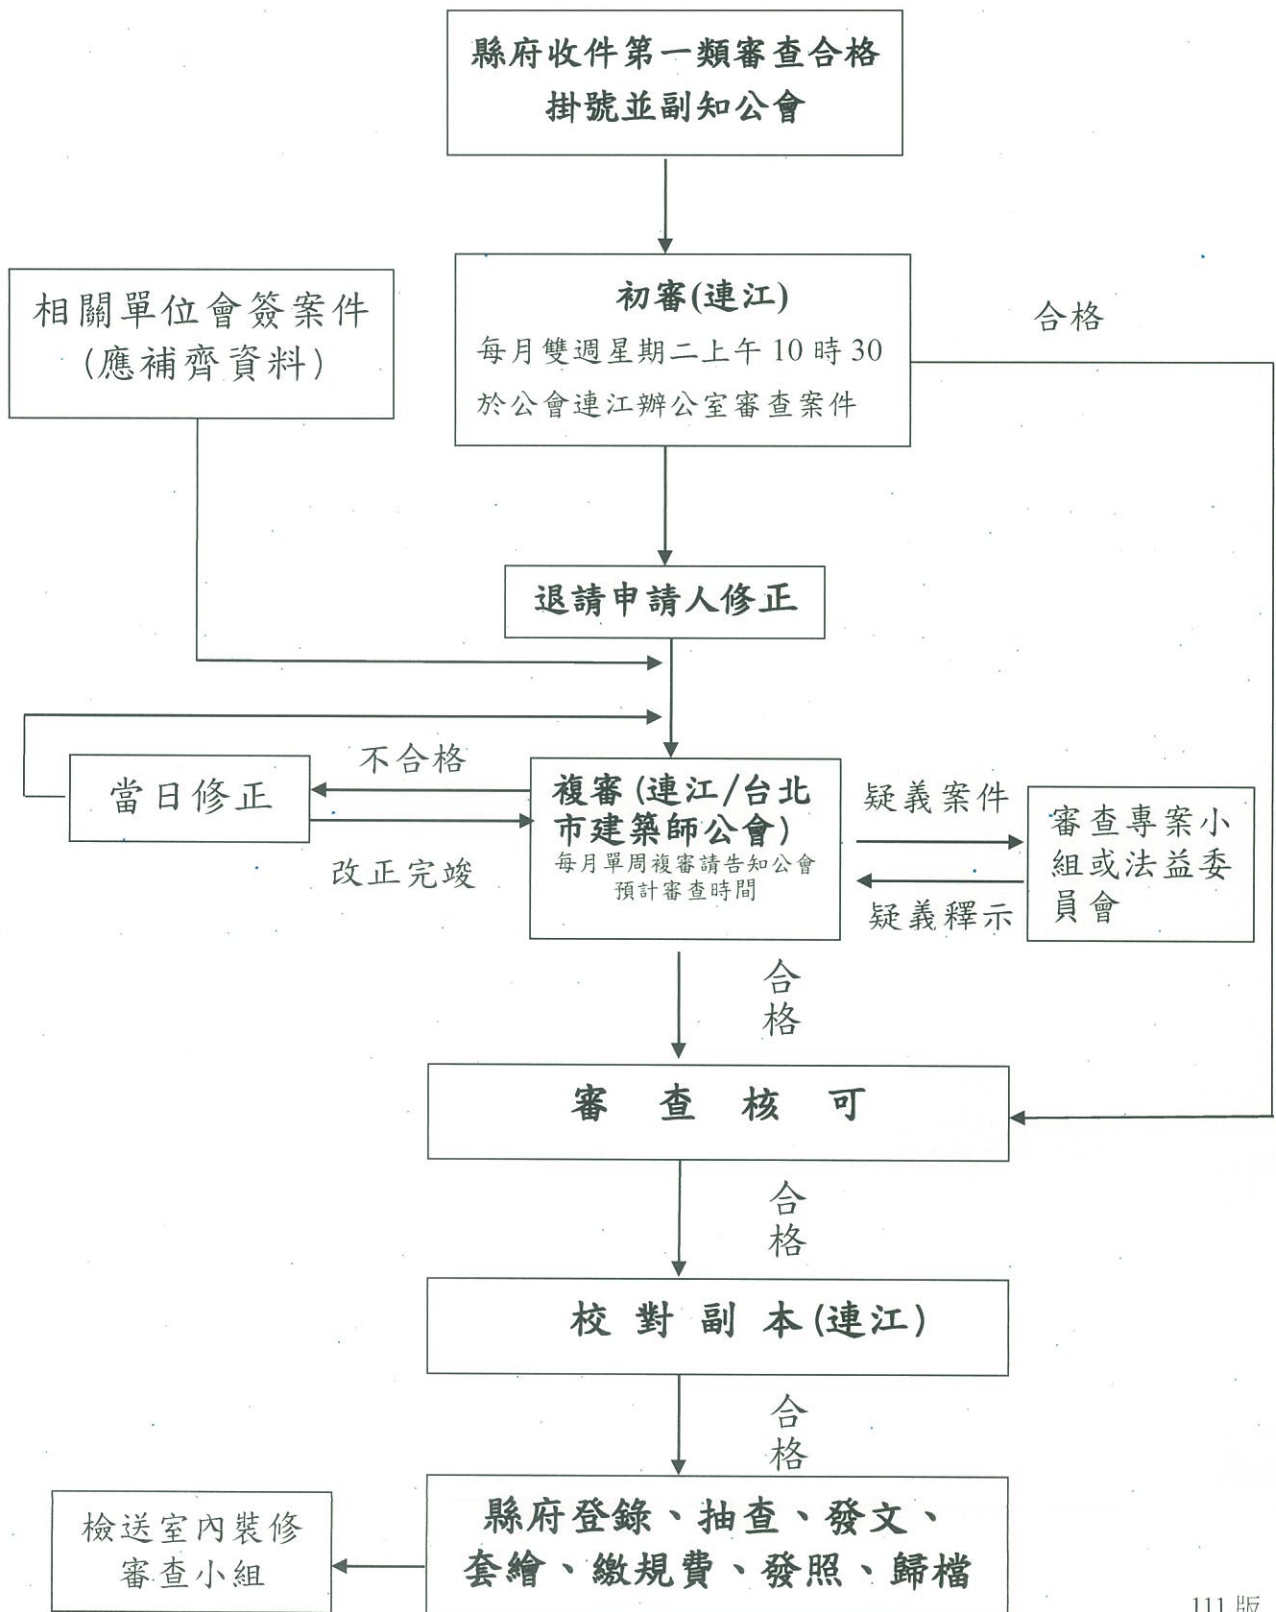 縣府收件第一類審查合格
掛號並副知公會
初審(連江)
每月雙週星期二上午 10 時 30
於公會連江辦公室審查案件
合格
相關單位會簽案件
(應補齊資料)
退請申請人修正
不合格
當日修正
改正完竣
複審(連江/台北
市建築師公會)
每月單周複審請告知公會
預計審查時間
疑義案件
疑義釋示
審查專案小
組或法益委
員會
合
格
審 查 核 可
合
格
校 對 副 本(連江)
合
格
縣府登錄、抽查、發文、
套繪、繳規費、發照、歸檔
檢送室內裝修
審查小組
111 版